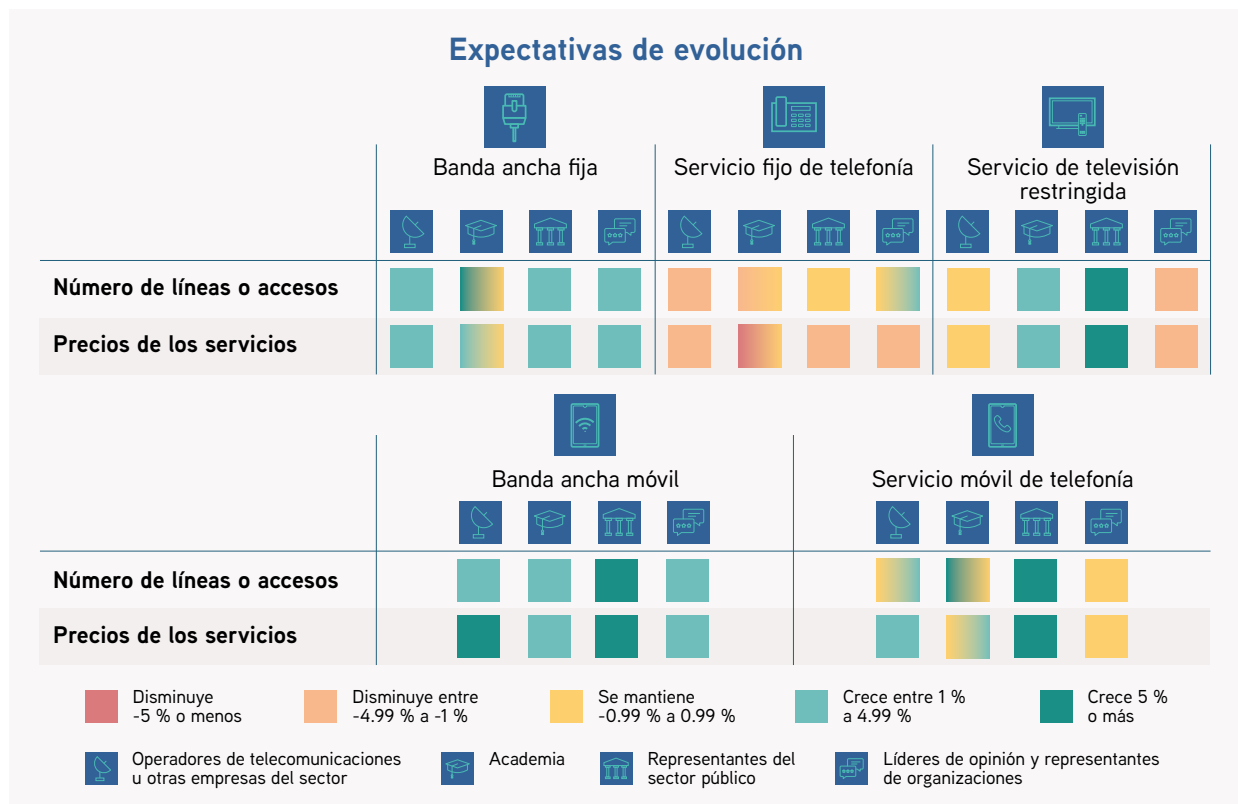 Expectativas de evolución
Banda ancha fija
Servicio fijo de telefonía
Servicio de televisión
restringida
Número de líneas o accesos
Precios de los servicios
Banda ancha móvil
Servicio móvil de telefonía
Número de líneas o accesos
Precios de los servicios
Disminuye
-5 % o menos
Disminuye entre
-4.99 % a -1 %
Se mantiene
-0.99 % a 0.99 %
Crece entre 1 %
a 4.99 %
Crece 5 %
o más
Operadores de telecomunicaciones
u otras empresas del sector
Academia
Representantes del
sector público
Líderes de opinión y representantes
de organizaciones